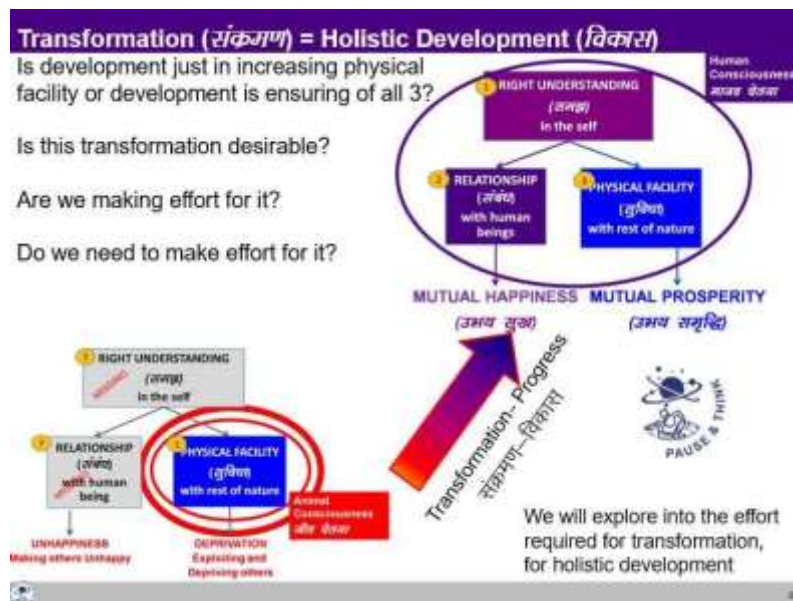 Transformation (संक्रमण) = Holistic Development (विकास)
Is development just in increasing physical
facility or development is ensuring of all 3?
Is this transformation desirable?
Are we making effort for it?
Do we need to make effort for it?
Human
Consciousness
मानव चेतना
1
RIGHT UNDERSTANDING
(समझ)
in the self
2
RELATIONSHIP
(संबंध)
with human
beings
3
PHYSICAL FACILITY
(सुविधा)
with rest of nature
MUTUAL HAPPINESS
(उभय सुख)
MUTUAL PROSPERITY
(उभय समृद्धि)
Transformation- Progress
संक्रमण–विकास
PAUSE & THINK
RIGHT UNDERSTANDING
MISSING
(समझ)
in the self
RELATIONSHIP
(संबंध)
with human
being
PHYSICAL FACILITY
(सुविधा)
with rest of nature
Animal
Consciousness
जीव चेतना
UNHAPPINESS
Making others Unhappy
DEPRIVATION
Exploiting and
Depriving others
We will explore into the effort
required for transformation,
for holistic development